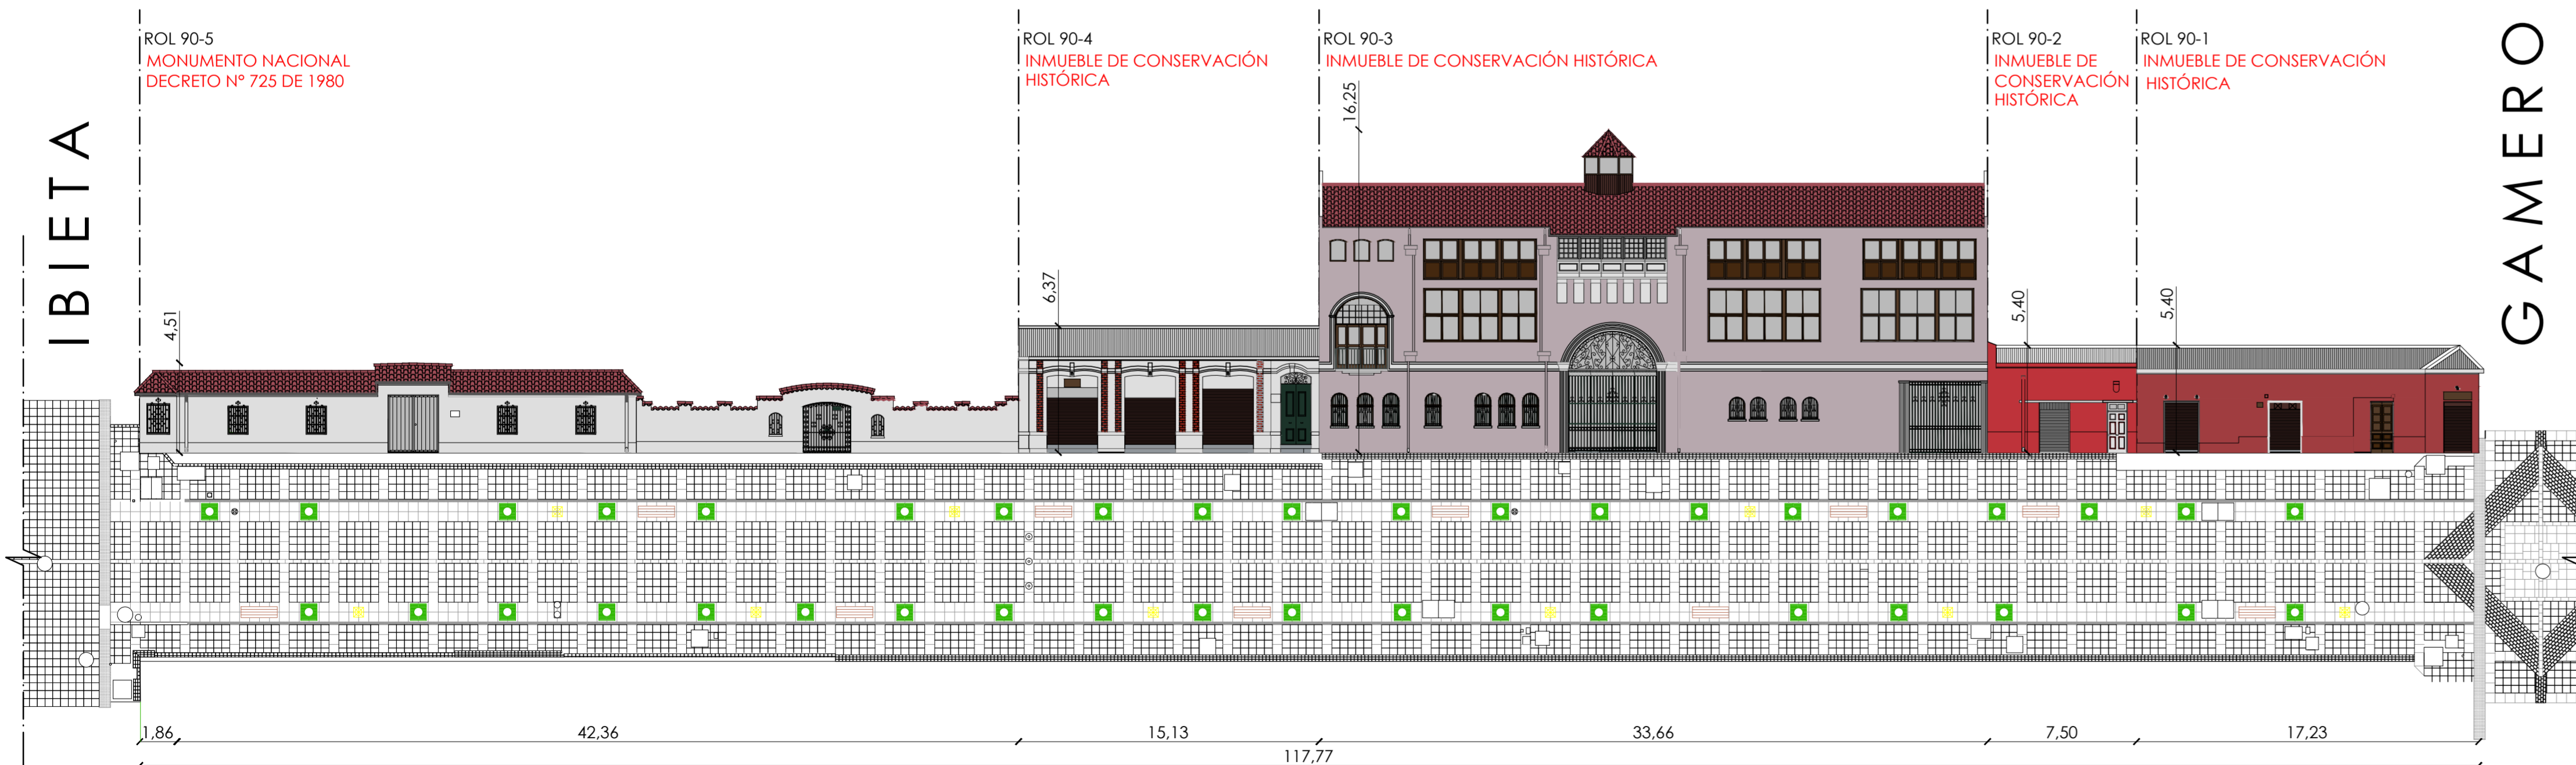 IBIETA
ROL 90-5
MONUMENTO NACIONAL
DECRETO Nº 725 DE 1980
ROL 90-4
INMUEBLE DE CONSERVACIÓN
HISTÓRICA
ROL 90-3
INMUEBLE DE CONSERVACIÓN HISTÓRICA
ROL 90-2
INMUEBLE DE
CONSERVACIÓN
HISTÓRICA
ROL 90-1
INMUEBLE DE CONSERVACIÓN
HISTÓRICA
GAMERO
4,51
6,37
16,25
5,40
5,40
1,86
42,36
15,13
33,66
7,50
17,23
117,77